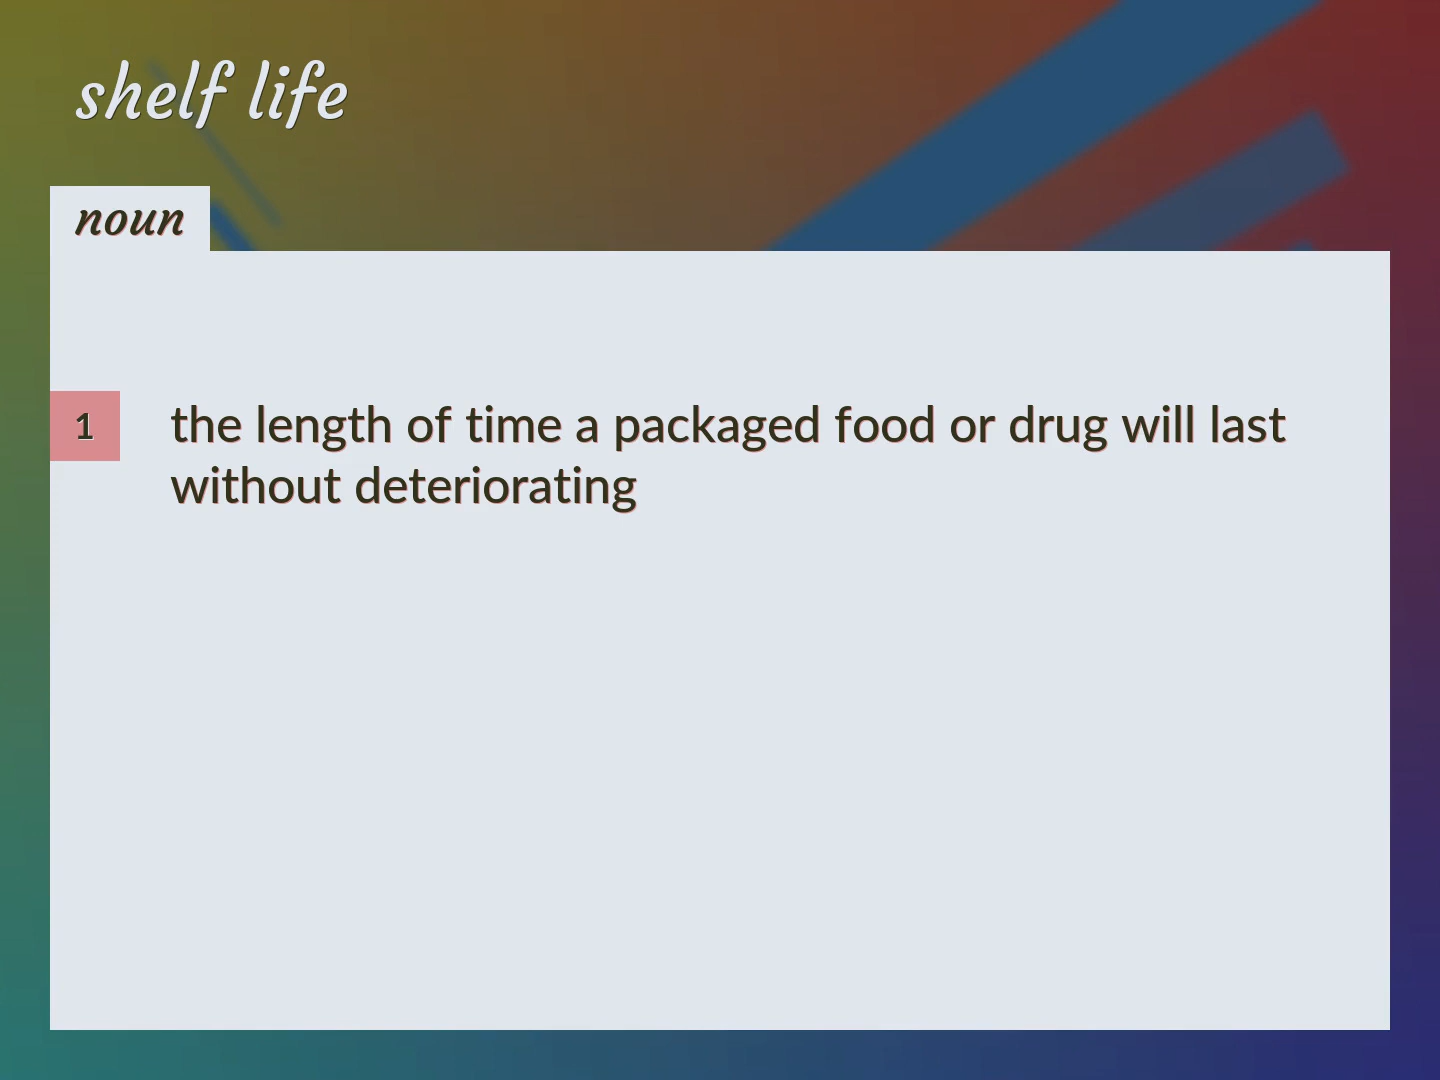 shelf life
noun
1 the length of time a packaged food or drug will last
without deteriorating